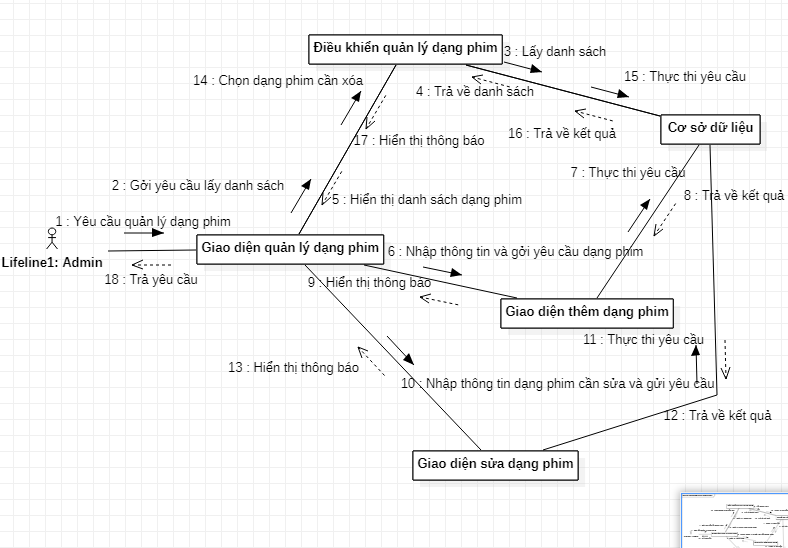 Điều khiển quản lý dạng phim
3 : Lấy danh sách
14 : Chọn dạng phim cần xóa
15 : Thực thi yêu cầu
4 : Trả về danh sách
Cơ sở dữ liệu
16 : Trả về kết quả
17 : Hiển thị thông báo
7 : Thực thi yêu cầu
2 : Gởi yêu cầu lấy danh sách
8 : Trả về kết quả
5 : Hiển thị danh sách dạng phim
1 : Yêu cầu quản lý dạng phim
Giao diện quản lý dạng phim
6 : Nhập thông tin và gởi yêu cầu dạng phim
Lifeline1: Admin
18 : Trả yêu cầu
9 : Hiển thị thông báo
Giao diện thêm dạng phim
11 : Thực thi yêu cầu
13 : Hiển thị thông báo
10 : Nhập thông tin dạng phim cần sửa và gửi yêu cầu
12 : Trả về kết quả
Giao diện sửa dạng phim